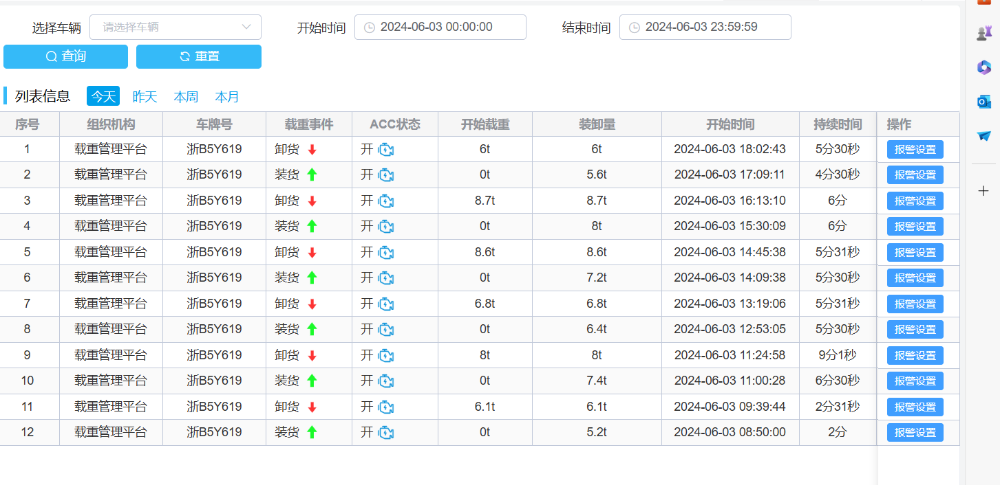 选择车辆 请选择车辆 开始时间 2024-06-03 00:00:00 结束时间 2024-06-03 23:59:59
查询 重置
列表信息 今天 昨天 本周 本月
序号 组织机构 车牌号 载重事件 ACC状态 开始载重 装卸量 开始时间 持续时间 操作
1 载重管理平台 浙B5Y619 卸货 开 6t 6t 2024-06-03 18:02:43 5分30秒 报警设置
2 载重管理平台 浙B5Y619 装货 开 0t 5.6t 2024-06-03 17:09:11 4分30秒 报警设置
3 载重管理平台 浙B5Y619 卸货 开 8.7t 8.7t 2024-06-03 16:13:10 6分 报警设置
4 载重管理平台 浙B5Y619 装货 开 0t 8t 2024-06-03 15:30:09 6分 报警设置
5 载重管理平台 浙B5Y619 卸货 开 8.6t 8.6t 2024-06-03 14:45:38 5分31秒 报警设置
6 载重管理平台 浙B5Y619 装货 开 0t 7.2t 2024-06-03 14:09:38 5分30秒 报警设置
7 载重管理平台 浙B5Y619 卸货 开 6.8t 6.8t 2024-06-03 13:19:06 5分31秒 报警设置
8 载重管理平台 浙B5Y619 装货 开 0t 6.4t 2024-06-03 12:53:05 5分30秒 报警设置
9 载重管理平台 浙B5Y619 卸货 开 8t 8t 2024-06-03 11:24:58 9分1秒 报警设置
10 载重管理平台 浙B5Y619 装货 开 0t 7.4t 2024-06-03 11:00:28 6分30秒 报警设置
11 载重管理平台 浙B5Y619 卸货 开 6.1t 6.1t 2024-06-03 09:39:44 2分31秒 报警设置
12 载重管理平台 浙B5Y619 装货 开 0t 5.2t 2024-06-03 08:50:00 2分 报警设置